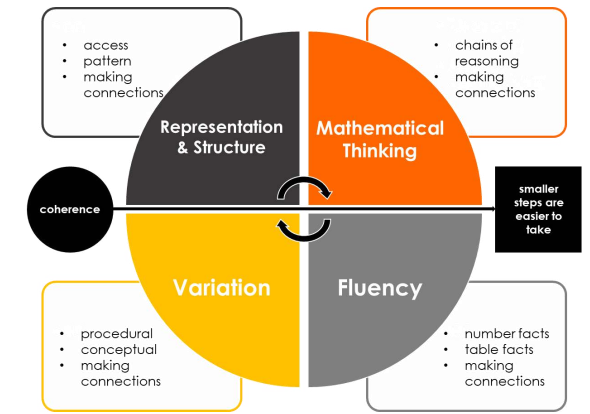 access
pattern
making
connections
Representation
& Structure
chains of
reasoning
making
connections
Mathematical
Thinking
coherence
smaller
steps are
easier to
take
Variation
procedural
conceptual
making
connections
Fluency
number facts
table facts
making
connections